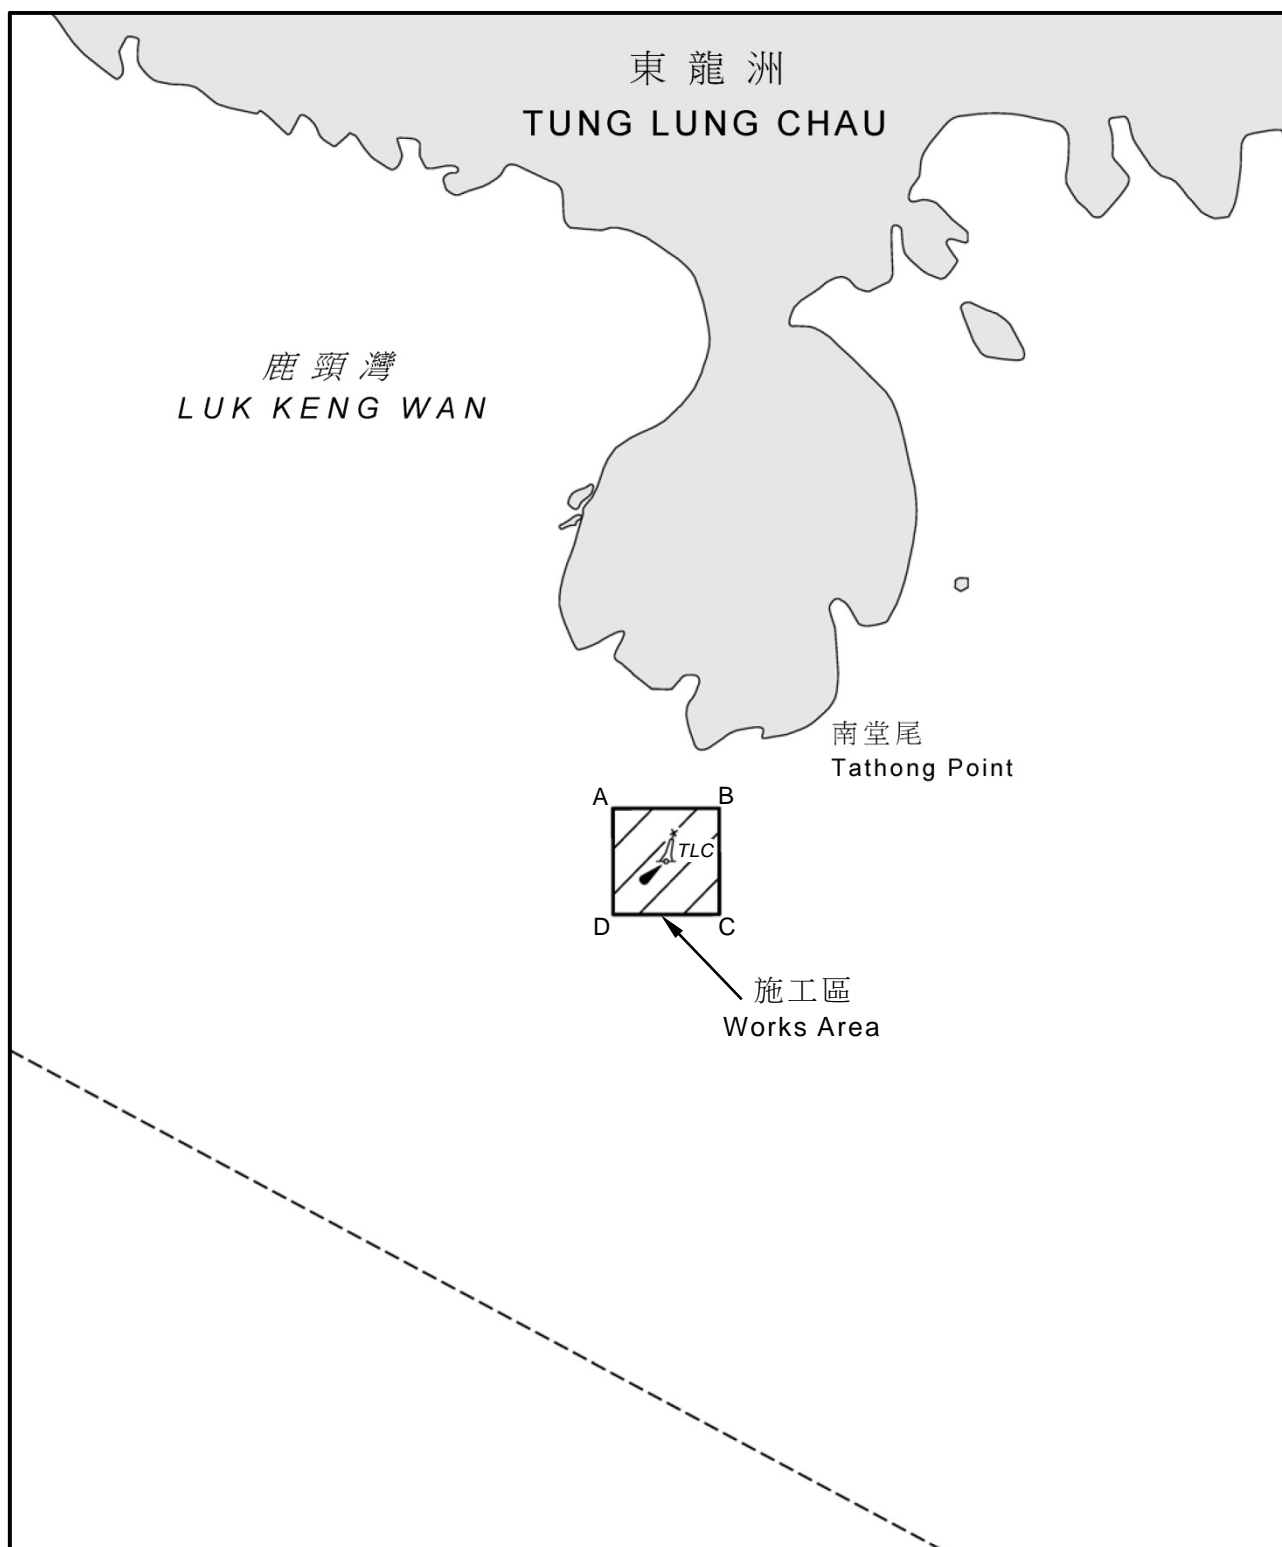 東龍洲
TUNG LUNG CHAU
鹿頸灣
LUK KENG WAN
南堂尾
Tathong Point
A
B
TLC
D
C
施工區
Works Area